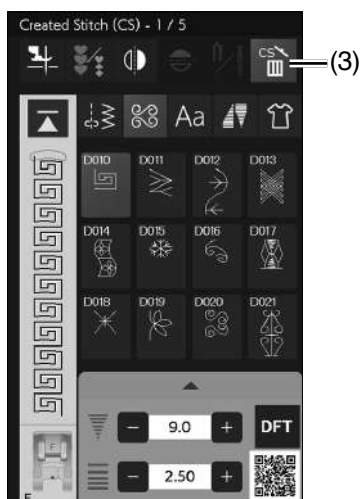 Created Stitch (CS) - 1 / 5
CS
(3)
Aa
D010 D011 D012 D013
D014 D015 D016 D017
D018 D019 D020 D021
F
- 9.0 + DFT
- 2.50 +
F